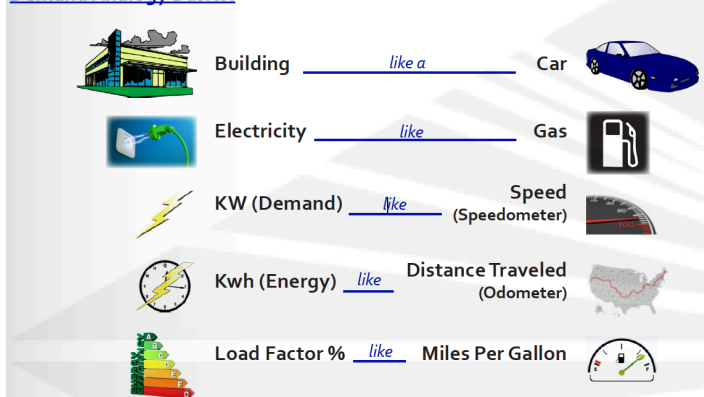 Building like a Car
Electricity like Gas
KW (Demand) like Speed
(Speedometer)
Kwh (Energy) like Distance Traveled
(Odometer)
Load Factor % like Miles Per Gallon